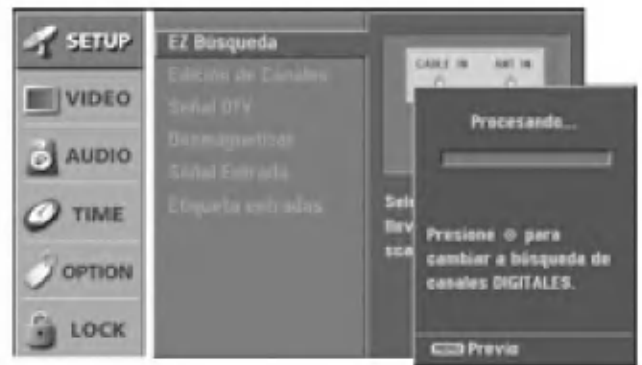 SETUP
VIDEO
AUDIO
TIME
OPTION
LOCK
EZ Búsqueda
Edición de Canales
Señal DTV
Desmagnetizar
Señal Entrada
Etiqueta entradas
CABLE IN ANT IN
Procesando...
Presione ⊙ para
cambiar a búsqueda de
canales DIGITALES.
MENU Previo